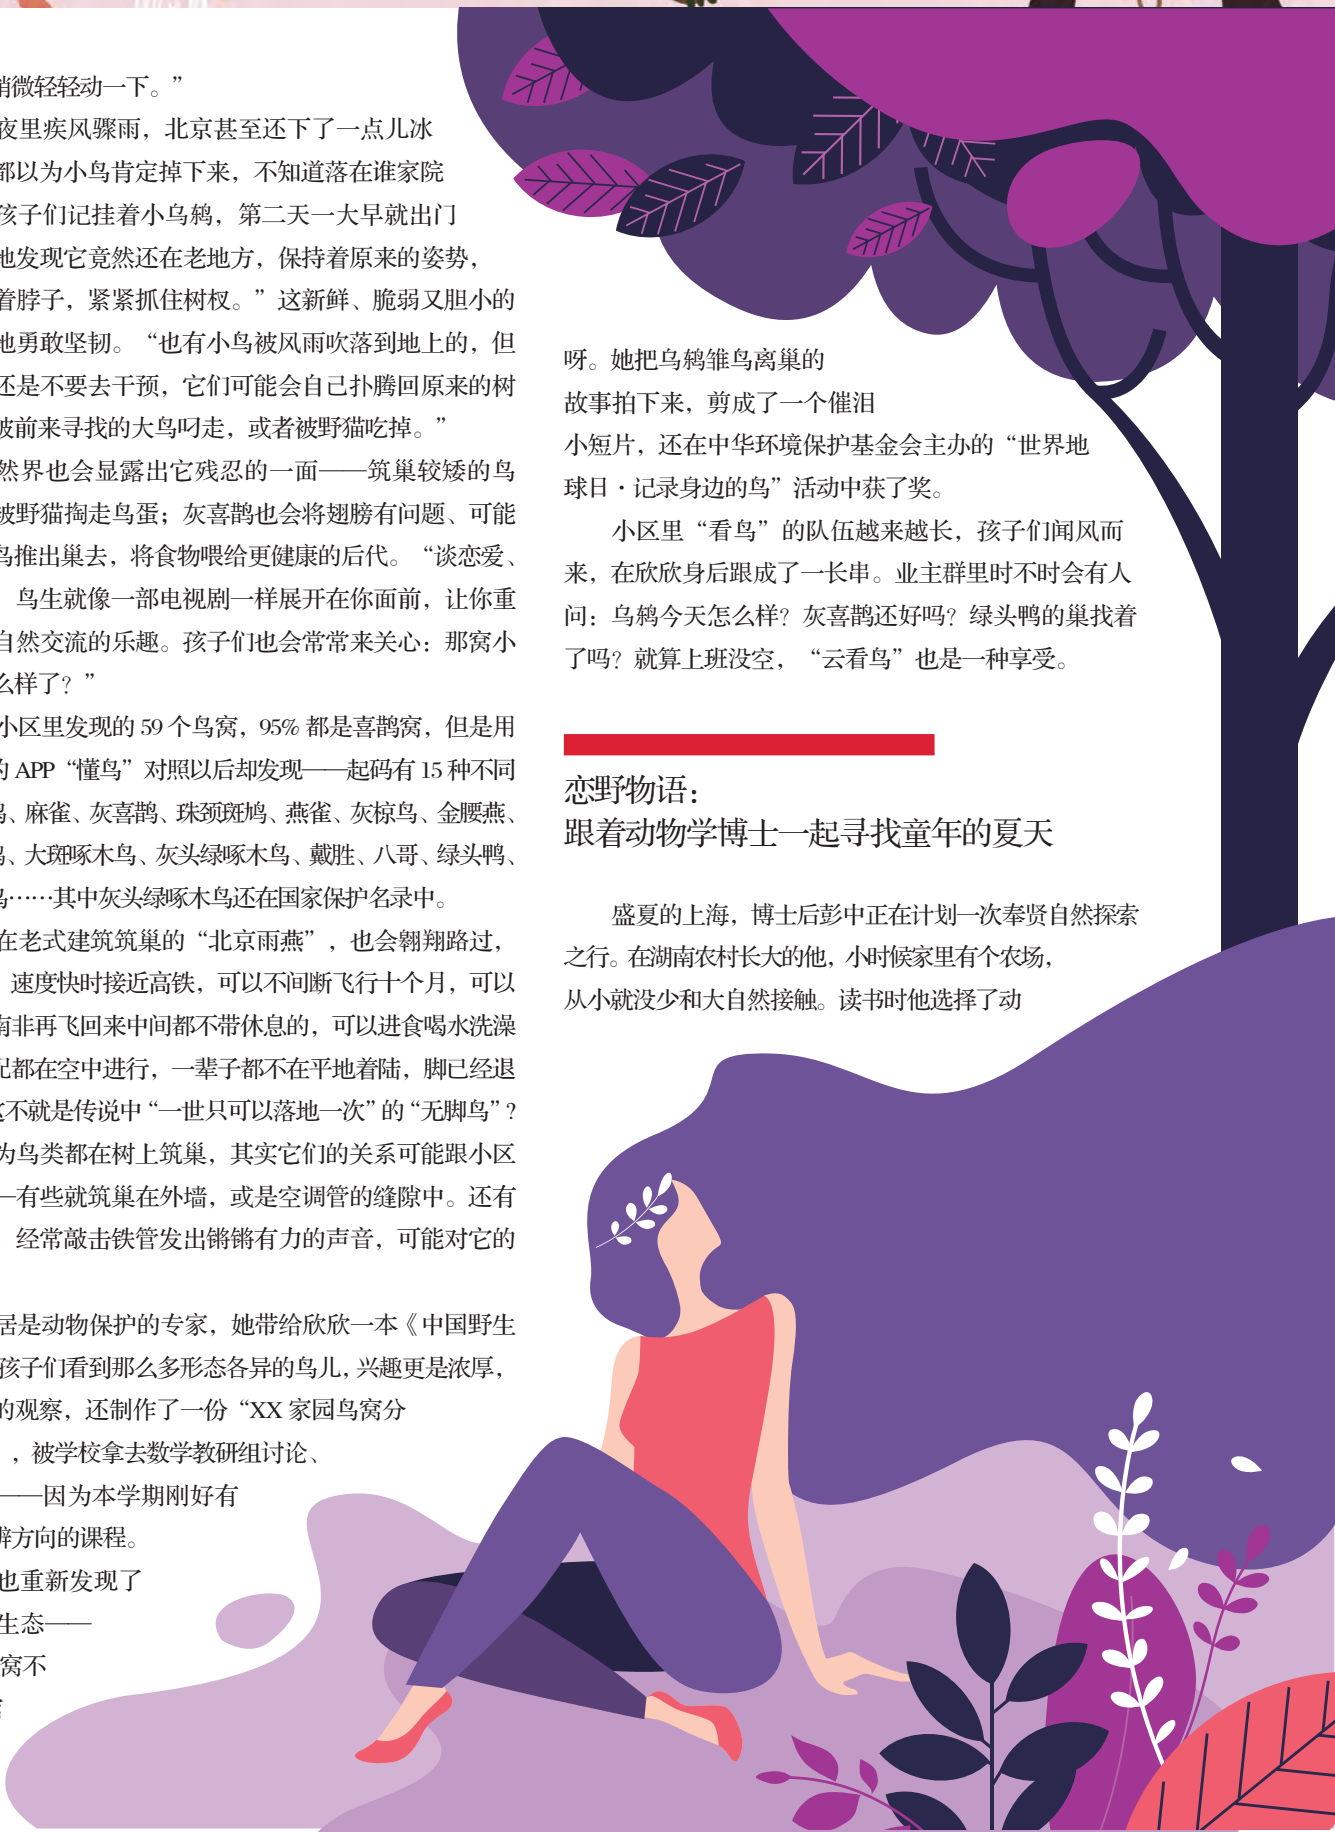 稍微轻轻动一下。”
夜里疾风骤雨，北京甚至还下了一点儿冰
都以为小鸟肯定掉下来，不知道落在谁家院
孩子们记挂着小乌鸫，第二天一大早就出门
地发现它竟然还在老地方，保持着原来的姿势，
着脖子，紧紧抓住树杈。”这新鲜、脆弱又胆小的
地勇敢坚韧。“也有小鸟被风雨吹落到地上的，但
还是不要去干预，它们可能会自己扑腾回原来的树
被前来寻找的大鸟叼走，或者被野猫吃掉。”
然界也会显露出它残忍的一面——筑巢较矮的鸟
被野猫掏走鸟蛋；灰喜鹊也会将翅膀有问题、可能
鸟推出巢去，将食物喂给更健康的后代。“谈恋爱、
鸟生就像一部电视剧一样展开在你面前，让你重
自然交流的乐趣。孩子们也会常常来关心：那窝小
么样了？”
小区里发现的 59 个鸟窝，95% 都是喜鹊窝，但是用
的 APP“懂鸟”对照以后却发现——起码有 15 种不同
、麻雀、灰喜鹊、珠颈斑鸠、燕雀、灰椋鸟、金腰燕、
、大斑啄木鸟、灰头绿啄木鸟、戴胜、八哥、绿头鸭、
……其中灰头绿啄木鸟还在国家保护名录中。
在老式建筑筑巢的“北京雨燕”，也会翱翔路过，
速度快时接近高铁，可以不间断飞行十个月，可以
南非再飞回来中间都不带休息的，可以进食喝水洗澡
都在空中进行，一辈子都不在平地着陆，脚已经退
这不就是传说中“一世只可以落地一次”的“无脚鸟”？
为鸟类都在树上筑巢，其实它们的关系可能跟小区
—有些就筑巢在外墙，或是空调管的缝隙中。还有
经常敲击铁管发出锵锵有力的声音，可能对它的
居是动物保护的专家，她带给欣欣一本《中国野生
孩子们看到那么多形态各异的鸟儿，兴趣更是浓厚，
的观察，还制作了一份“XX 家园鸟窝分
，被学校拿去数学教研组讨论、
——因为本学期刚好有
辨方向的课程。
也重新发现了
生态——
窝不
呀。她把乌鸫雏鸟离巢的
故事拍下来，剪成了一个催泪
小短片，还在中华环境保护基金会主办的“世界地
球日·记录身边的鸟”活动中获了奖。
小区里“看鸟”的队伍越来越长，孩子们闻风而
来，在欣欣身后跟成了一长串。业主群里时不时会有人
问：乌鸫今天怎么样？灰喜鹊还好吗？绿头鸭的巢找着
了吗？就算上班没空，“云看鸟”也是一种享受。
恋野物语：
跟着动物学博士一起寻找童年的夏天
盛夏的上海，博士后彭中正在计划一次奉贤自然探索
之行。在湖南农村长大的他，小时候家里有个农场，
从小就没少和大自然接触。读书时他选择了动